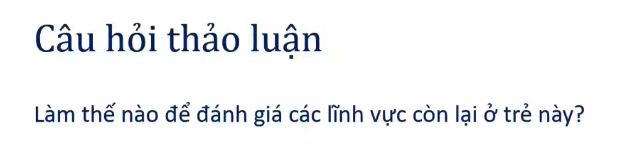 Câu hỏi thảo luận
Làm thế nào để đánh giá các lĩnh vực còn lại ở trẻ này?